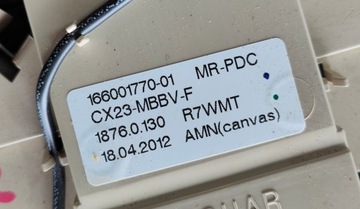 166001770-01 MR-PDC
CX23-MBBV-F
1876.0.130 R7WMT
18.04.2012 AMN(canvas)